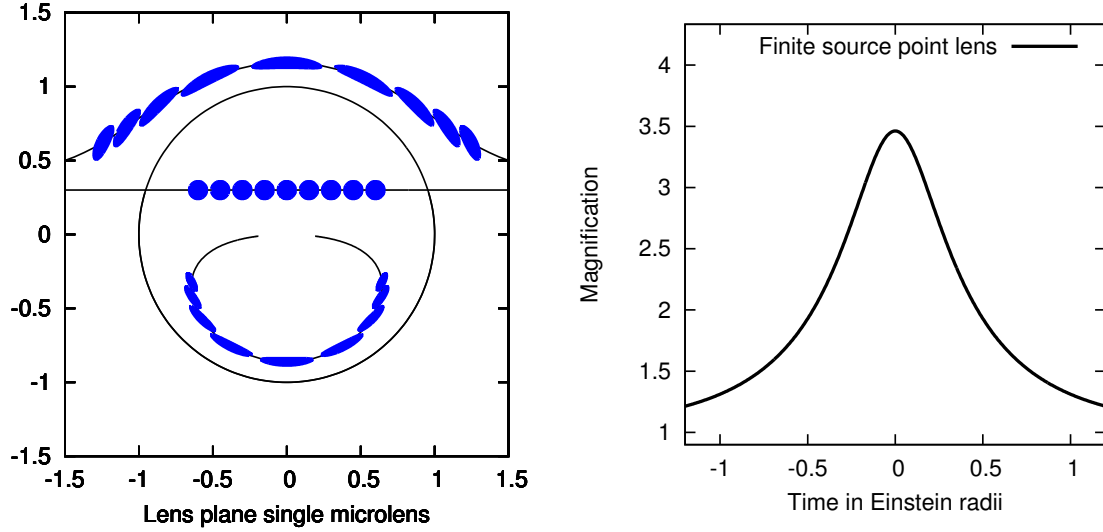 1.5
1
0.5
0
-0.5
-1
-1.5
-1.5 -1 -0.5 0 0.5 1 1.5
Lens plane single microlens
Finite source point lens
4
3.5
3
2.5
2
1.5
1
Magnification
-1 -0.5 0 0.5 1
Time in Einstein radii